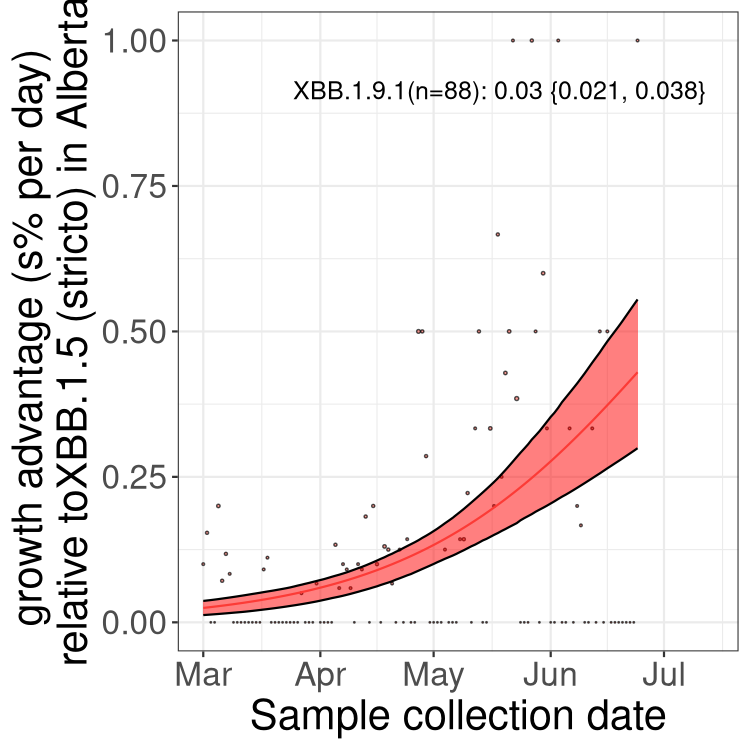 growth advantage (s% per day)
relative toXBB.1.5 (stricto) in Alberta
1.00
0.75
0.50
0.25
0.00
XBB.1.9.1(n=88): 0.03 {0.021, 0.038}
Mar Apr May Jun Jul
Sample collection date